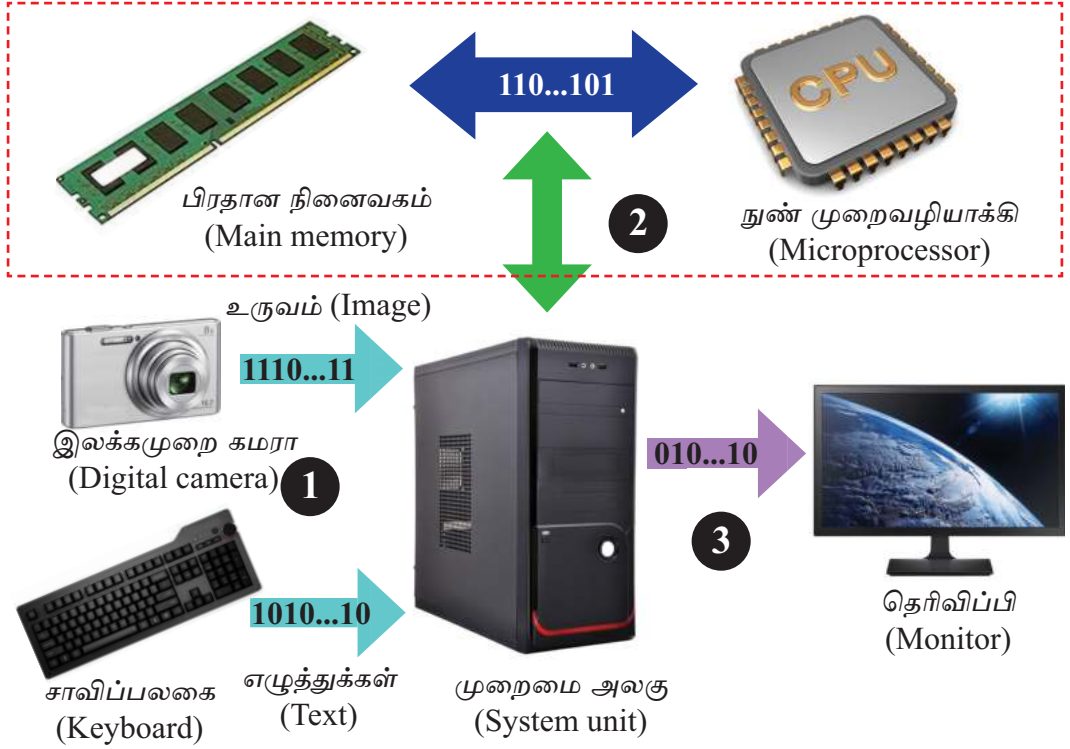 110...101
CPU
பிரதான நினைவகம்
(Main memory)
2
நுண் முறைவழியாக்கி
(Microprocessor)
உருவம் (Image)
1110...11
இலக்கமுறை கமரா
(Digital camera)
1
010...10
3
1010...10
தெரிவிப்பி
(Monitor)
சாவிப்பலகை
(Keyboard)
எழுத்துக்கள்
(Text)
முறைமை அலகு
(System unit)